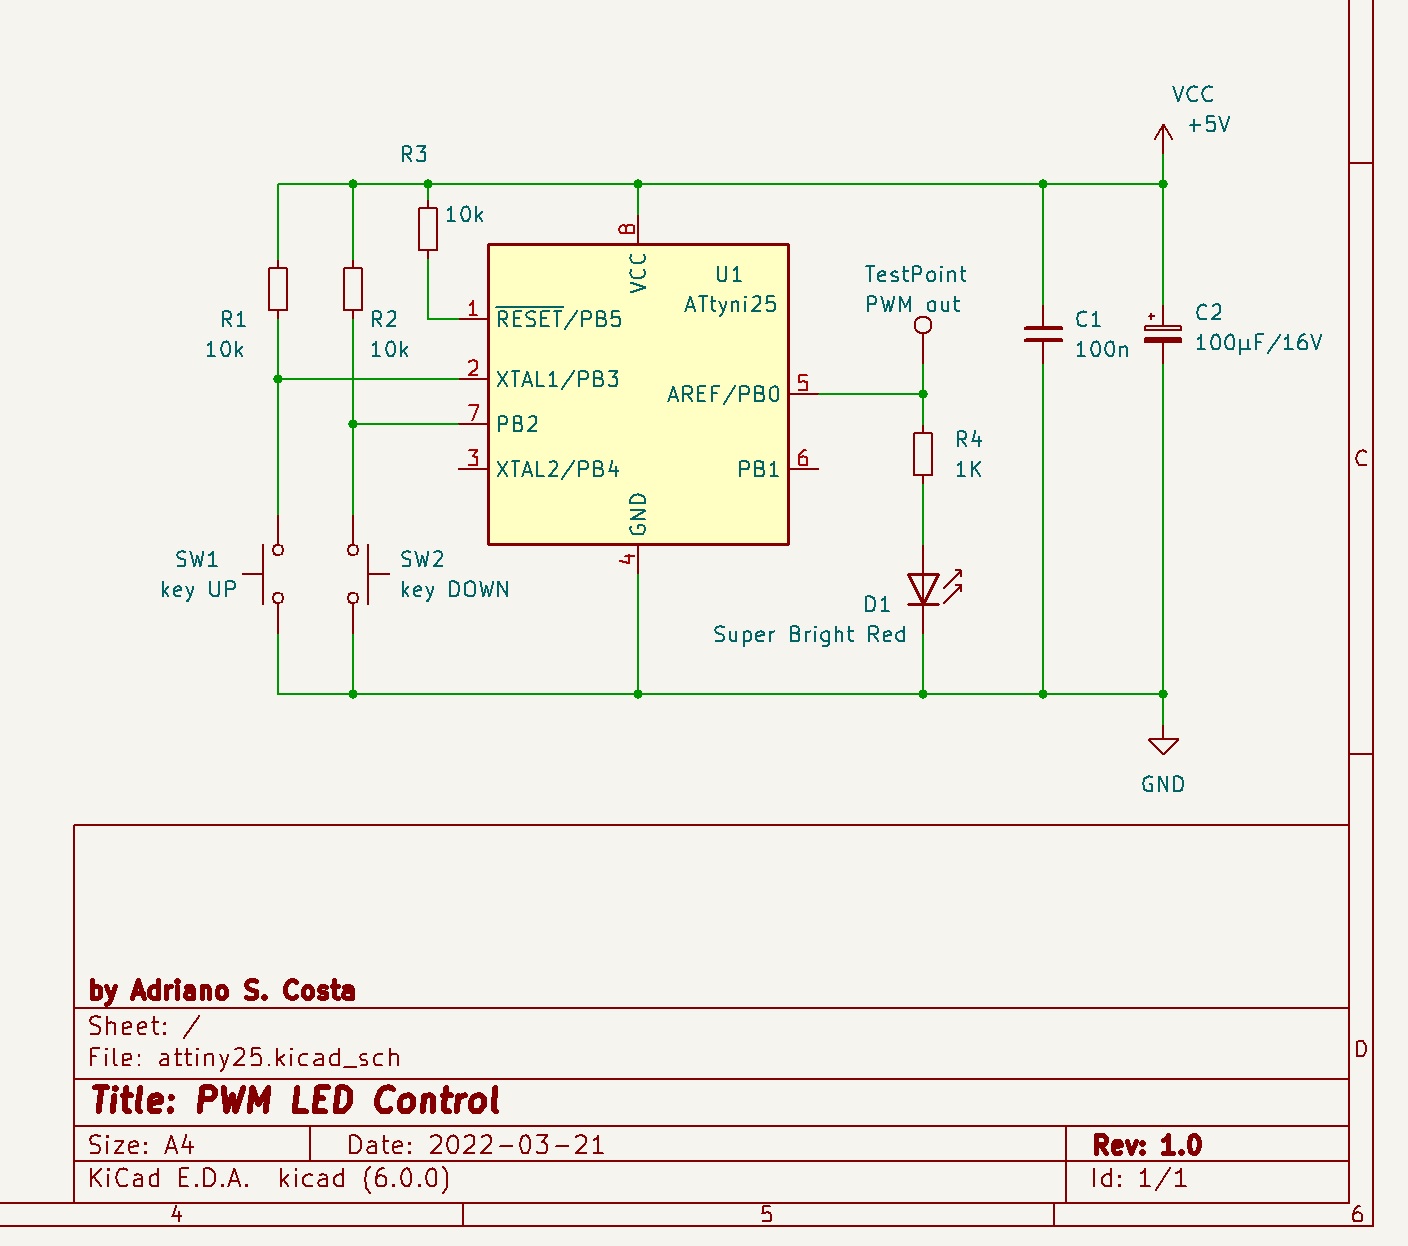 VCC
+5V
R3
10k
8
VCC
U1
ATtyni25
TestPoint
PWM out
1
RESET/PB5
R1
10k
R2
10k
C1
100n
C2
100µF/16V
+
2
XTAL1/PB3
AREF/PB0
5
7
PB2
R4
1K
3
XTAL2/PB4
PB1
6
C
GND
4
SW1
key UP
SW2
key DOWN
D1
Super Bright Red
GND
by Adriano S. Costa
Sheet: /
File: attiny25.kicad_sch
D
Title: PWM LED Control
Size: A4
Date: 2022-03-21
Rev: 1.0
KiCad E.D.A. kicad (6.0.0)
Id: 1/1
4
5
6